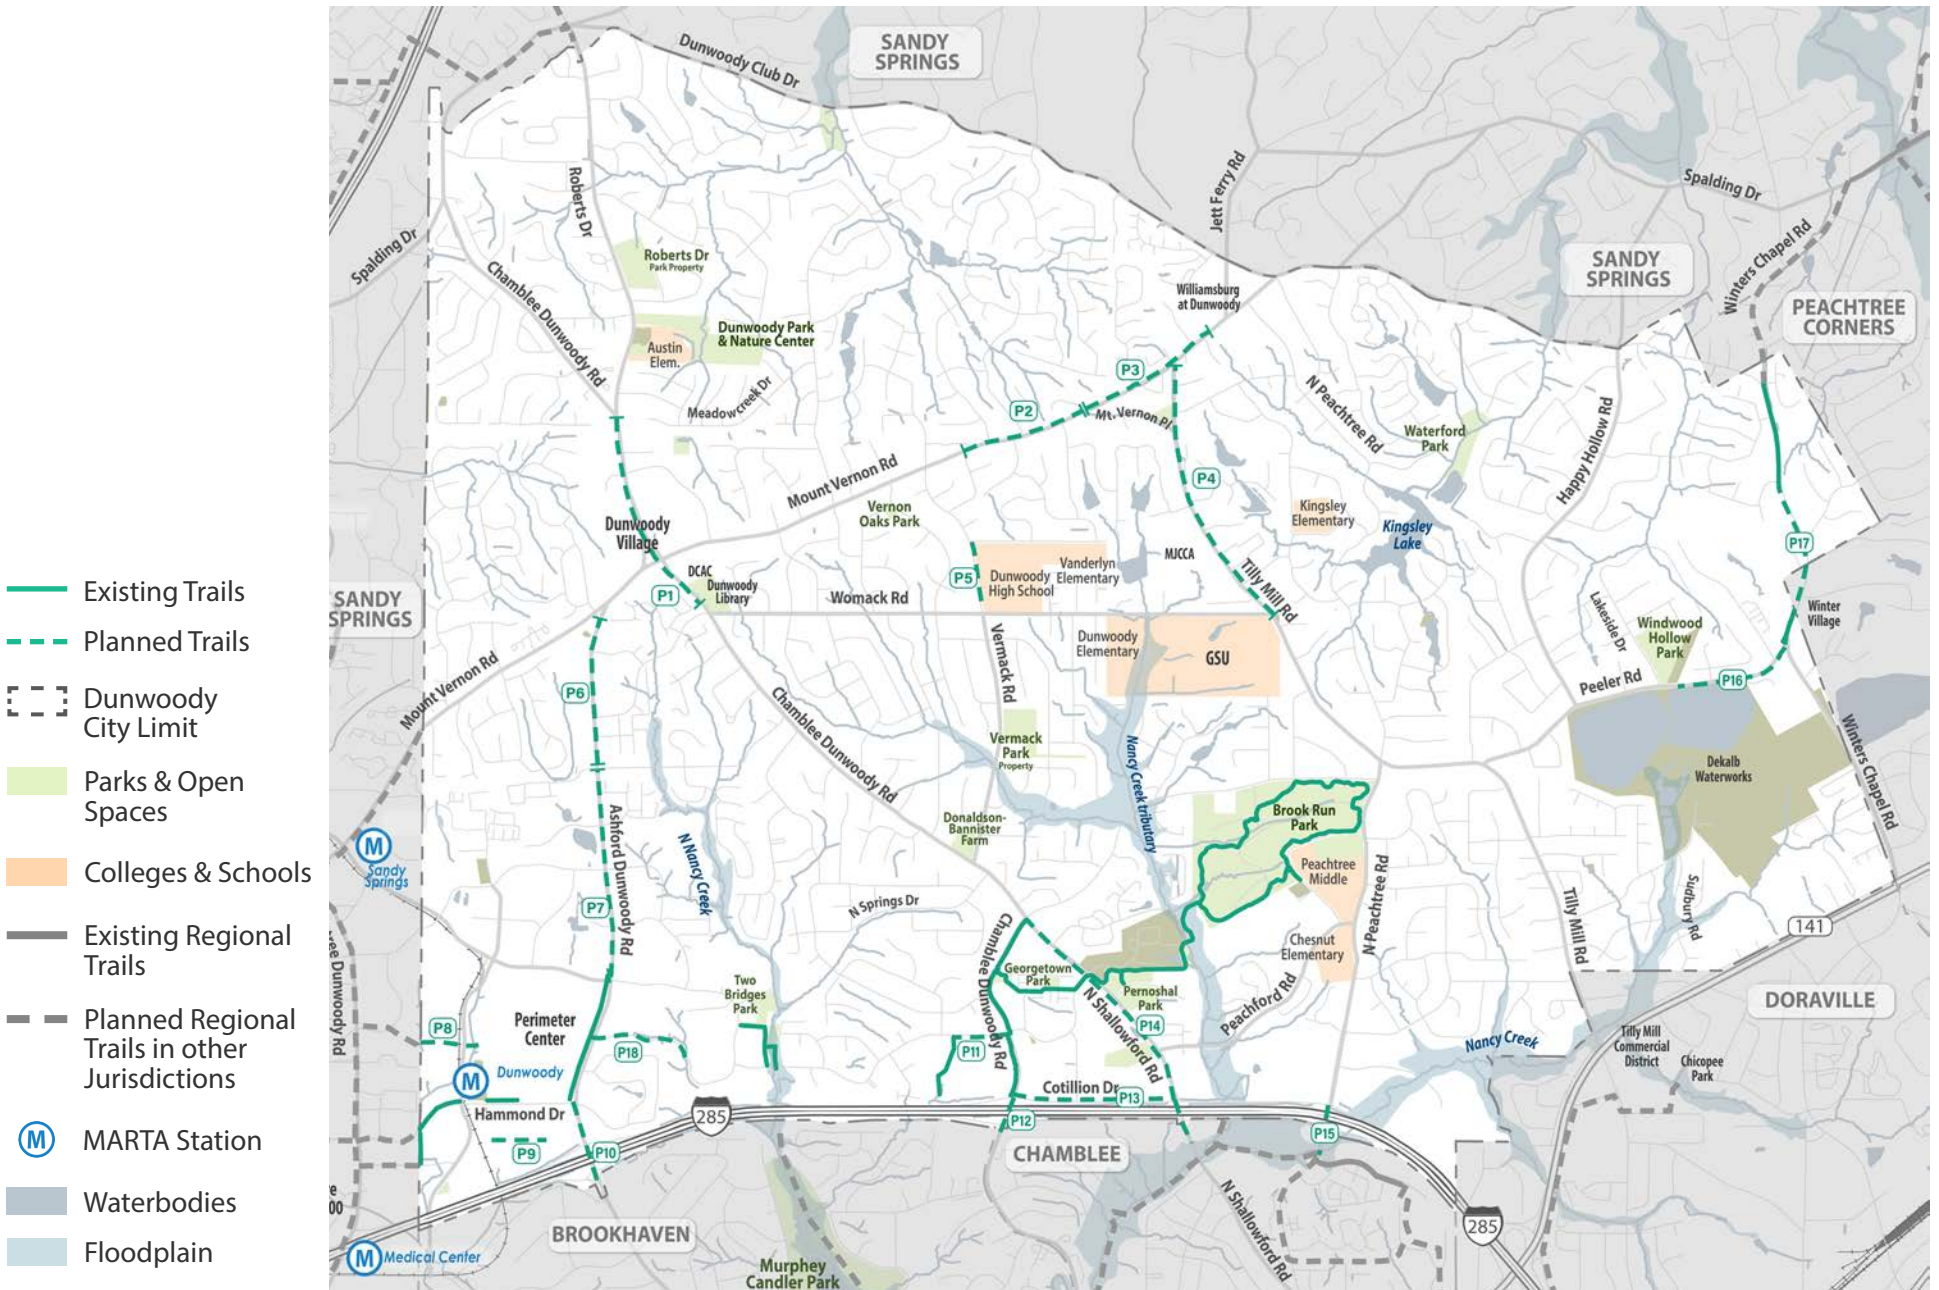 Existing Trails
Planned Trails
Dunwoody
City Limit
Parks & Open
Spaces
Colleges & Schools
Existing Regional
Trails
Planned Regional
Trails in other
Jurisdictions
M
MARTA Station
Waterbodies
Floodplain
SANDY
SPRINGS
Dunwoody Club Dr
Roberts Dr
Jett Ferry Rd
Spalding Dr
Spalding Dr
Winters Chapel Rd
SANDY
SPRINGS
PEACHTREE
CORNERS
Roberts Dr
Park Property
Chamblee Dunwoody Rd
Williamsburg
at Dunwoody
Dunwoody Park
& Nature Center
Austin
Elem.
Meadowcreek Dr
P3
P2
Mt. Vernon Pl
N Peachtree Rd
Waterford
Park
Happy Hollow Rd
Mount Vernon Rd
P4
Vernon
Oaks Park
Kingsley
Elementary
Kingsley
Lake
Dunwoody
Village
P17
MJCCA
Vanderlyn
Elementary
DCAC
Dunwoody
Library
P5
Dunwoody
High School
Tilly Mill Rd
P1
Womack Rd
SANDY
SPRINGS
Lakeside Dr
Windwood
Hollow
Park
Winter
Village
Dunwoody
Elementary
GSU
Vermack Rd
Mount Vernon Rd
P6
Peeler Rd
P16
Chamblee Dunwoody Rd
Vermack
Park
Property
Nancy Creek tributary
Dekalb
Waterworks
Winters Chapel Rd
Brook Run
Park
Donaldson-
Bannister
Farm
M
Sandy
Springs
Ashford Dunwoody Rd
N Nancy Creek
Peachtree
Middle
N Peachtree Rd
P7
N Springs Dr
Tilly Mill Rd
Sudbury Rd
141
Chesnut
Elementary
Chamblee Dunwoody Rd
Georgetown
Park
Two
Bridges
Park
Pernoshal
Park
N Shallowford Rd
P14
Peachford Rd
DORAVILLE
ree Dunwoody Rd
P8
Perimeter
Center
P18
P11
Nancy Creek
Tilly Mill
Commercial
District
Chicopee
Park
M
Dunwoody
Cotillion Dr
P13
Hammond Dr
285
P12
P15
P9
P10
CHAMBLEE
N Shallowford Rd
285
e
00
BROOKHAVEN
M
Medical Center
Murphey
Candler Park